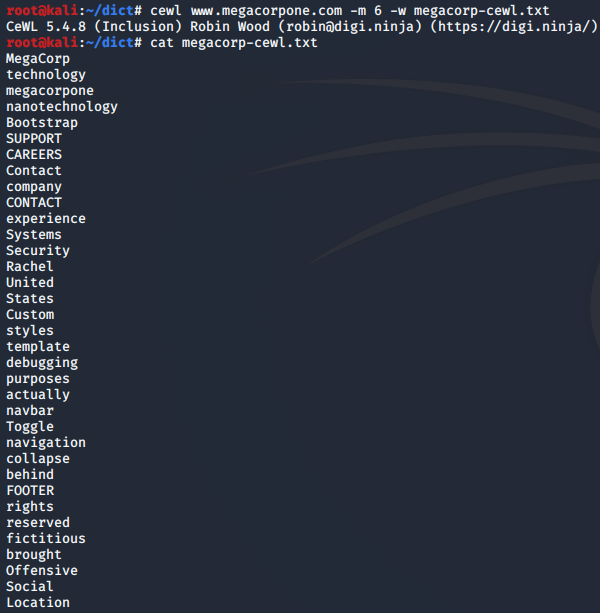 root@kali:~/dict# cewl www.megacorpone.com -m 6 -w megacorp-cewl.txt
CeWL 5.4.8 (Inclusion) Robin Wood (robin@digi.ninja) (https://digi.ninja/)
root@kali:~/dict# cat megacorp-cewl.txt
MegaCorp
technology
megacorpone
nanotechnology
Bootstrap
SUPPORT
CAREERS
Contact
company
CONTACT
experience
Systems
Security
Rachel
United
States
Custom
styles
template
debugging
purposes
actually
navbar
Toggle
navigation
collapse
behind
FOOTER
rights
reserved
fictitious
brought
Offensive
Social
Location